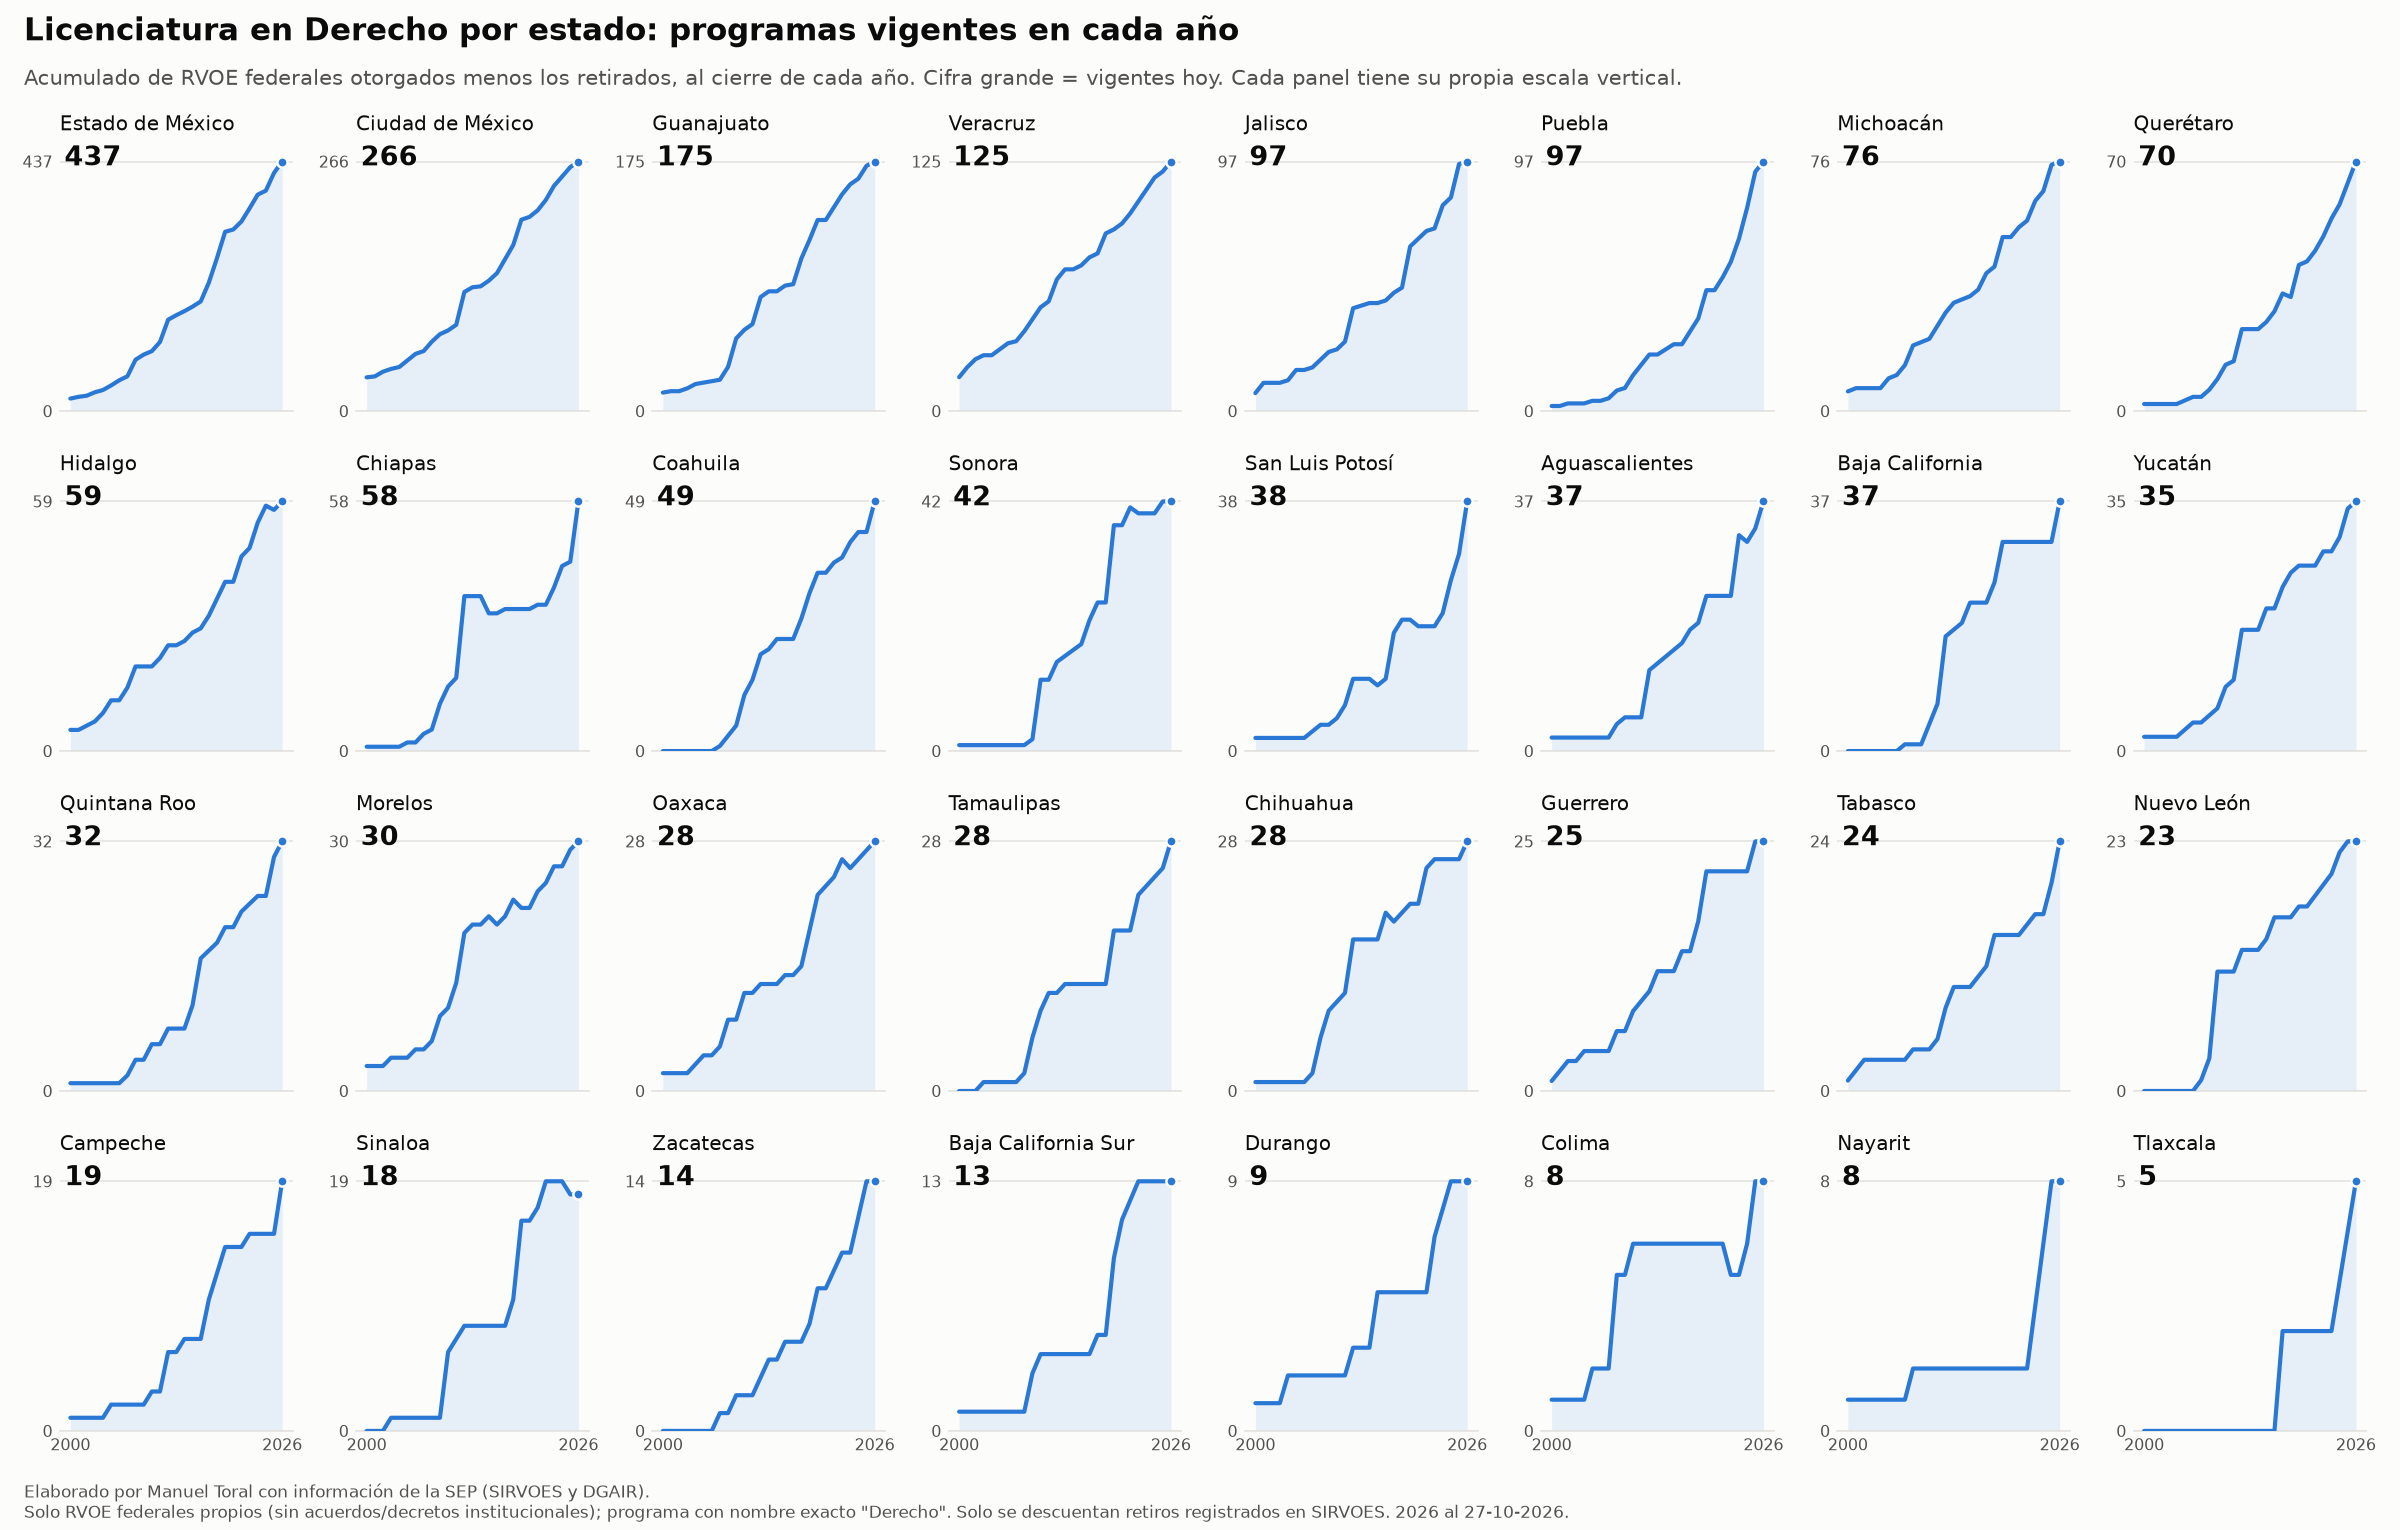 Licenciatura en Derecho por estado: programas vigentes en cada año
Acumulado de RVOE federales otorgados menos los retirados, al cierre de cada año. Cifra grande = vigentes hoy. Cada panel tiene su propia escala vertical.
Estado de México
437 437
0
Ciudad de México
266 266
0
Guanajuato
175 175
0
Veracruz
125 125
0
Jalisco
97 97
0
Puebla
97 97
0
Michoacán
76 76
0
Querétaro
70 70
0
Hidalgo
59 59
0
Chiapas
58 58
0
Coahuila
49 49
0
Sonora
42 42
0
San Luis Potosí
38 38
0
Aguascalientes
37 37
0
Baja California
37 37
0
Yucatán
35 35
0
Quintana Roo
32 32
0
Morelos
30 30
0
Oaxaca
28 28
0
Tamaulipas
28 28
0
Chihuahua
28 28
0
Guerrero
25 25
0
Tabasco
24 24
0
Nuevo León
23 23
0
Campeche
19 19
0
2000 2026
Sinaloa
19 18
0
2000 2026
Zacatecas
14 14
0
2000 2026
Baja California Sur
13 13
0
2000 2026
Durango
9 9
0
2000 2026
Colima
8 8
0
2000 2026
Nayarit
8 8
0
2000 2026
Tlaxcala
5 5
0
2000 2026
Elaborado por Manuel Toral con información de la SEP (SIRVOES y DGAIR).
Solo RVOE federales propios (sin acuerdos/decretos institucionales); programa con nombre exacto "Derecho". Solo se descuentan retiros registrados en SIRVOES. 2026 al 27-10-2026.